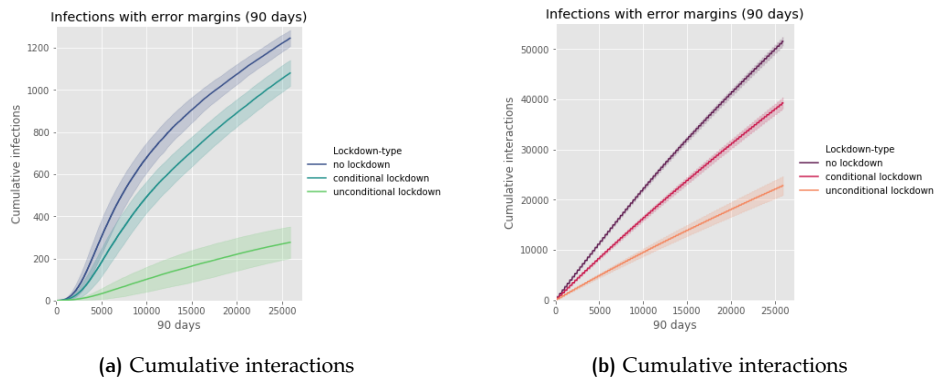 Infections with error margins (90 days)
1200
1000
800
600
400
200
0
Cumulative infections
0 5000 10000 15000 20000 25000
90 days
Lockdown-type
no lockdown
conditional lockdown
unconditional lockdown
(a) Cumulative interactions
Infections with error margins (90 days)
50000
40000
30000
20000
10000
0
Cumulative interactions
0 5000 10000 15000 20000 25000
90 days
Lockdown-type
no lockdown
conditional lockdown
unconditional lockdown
(b) Cumulative interactions